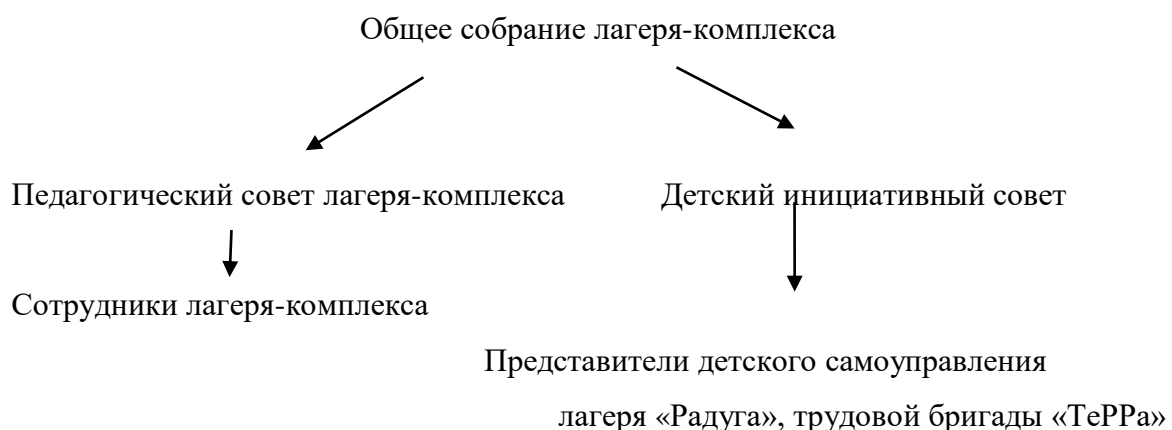 Общее собрание лагеря-комплекса
Педагогический совет лагеря-комплекса
Детский инициативный совет
Сотрудники лагеря-комплекса
Представители детского самоуправления
лагеря «Радуга», трудовой бригады «ТеРРа»